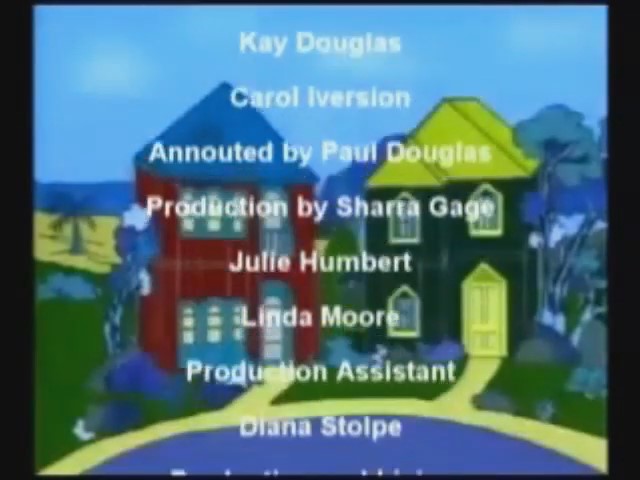 Kay Douglas
Carol Iversion
Annouted by Paul Douglas
Production by Sharra Gage
Julie Humbert
Linda Moore
Production Assistant
Diana Stolpe